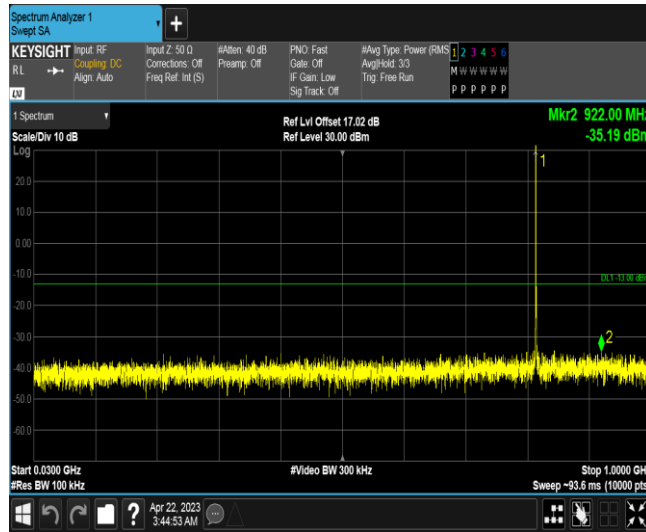 Spectrum Analyzer 1
Swept SA
KEYSIGHT
RL
LXI
Input: RF
Coupling: DC
Align: Auto
Input Z: 50 Ω
Corrections: Off
Freq Ref: Int (S)
#Atten: 40 dB
Preamp: Off
PNO: Fast
Gate: Off
IF Gain: Low
Sig Track: Off
#Avg Type: Power (RMS
Avg|Hold: 3/3
Trig: Free Run
1 2 3 4 5 6
M W W W W W
P P P P P P
1 Spectrum
Scale/Div 10 dB
Log
Ref Lvl Offset 17.02 dB
Ref Level 30.00 dBm
Mkr2 922.00 MHz
-35.19 dBm
1
20.0
10.0
0.00
-10.0
DL1 -13.00 dBm
-20.0
-30.0
2
-40.0
-50.0
-60.0
Start 0.0300 GHz
#Res BW 100 kHz
#Video BW 300 kHz
Stop 1.0000 GH
Sweep ~93.6 ms (10000 pts
Apr 22, 2023
3:44:53 AM